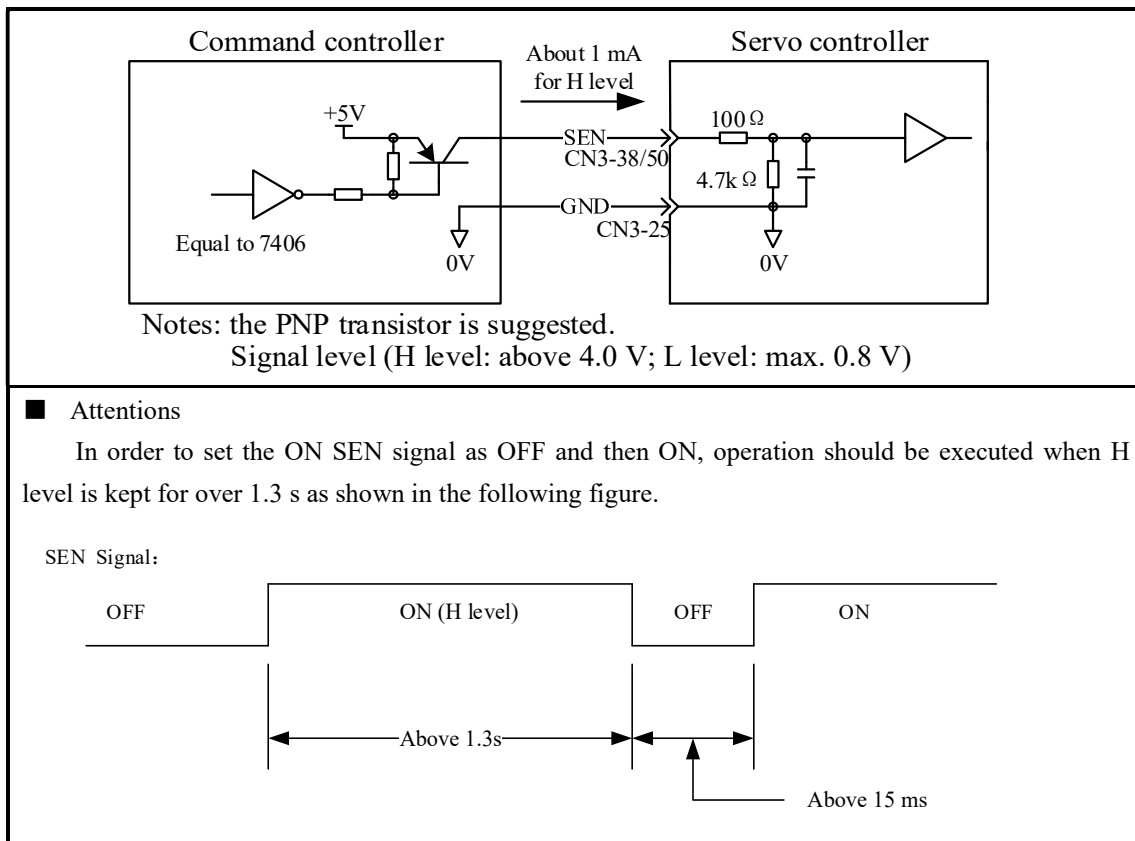 Command controller
About 1 mA
for H level
Servo controller
+5V
SEN
CN3-38/50
100Ω
4.7kΩ
GND
CN3-25
Equal to 7406
0V
0V
Notes: the PNP transistor is suggested.
Signal level (H level: above 4.0 V; L level: max. 0.8 V)
■ Attentions
In order to set the ON SEN signal as OFF and then ON, operation should be executed when H
level is kept for over 1.3 s as shown in the following figure.
SEN Signal：
OFF
ON (H level)
OFF
ON
Above 1.3s
Above 15 ms